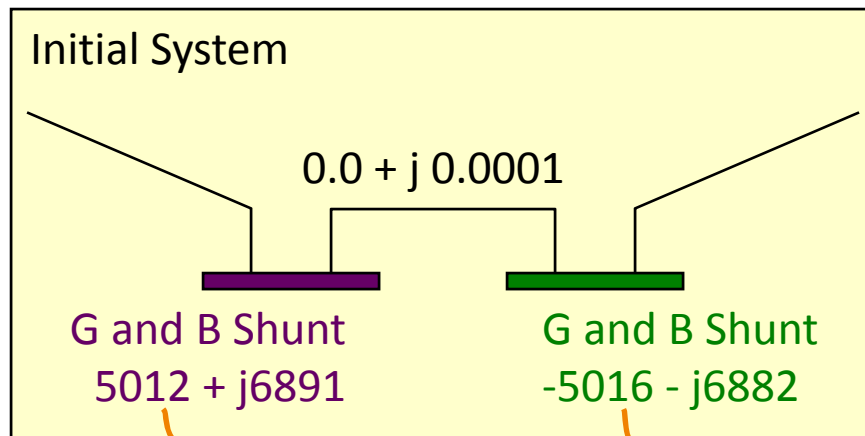 Initial System
0.0 + j 0.0001
G and B Shunt
5012 + j6891
G and B Shunt
-5016 - j6882